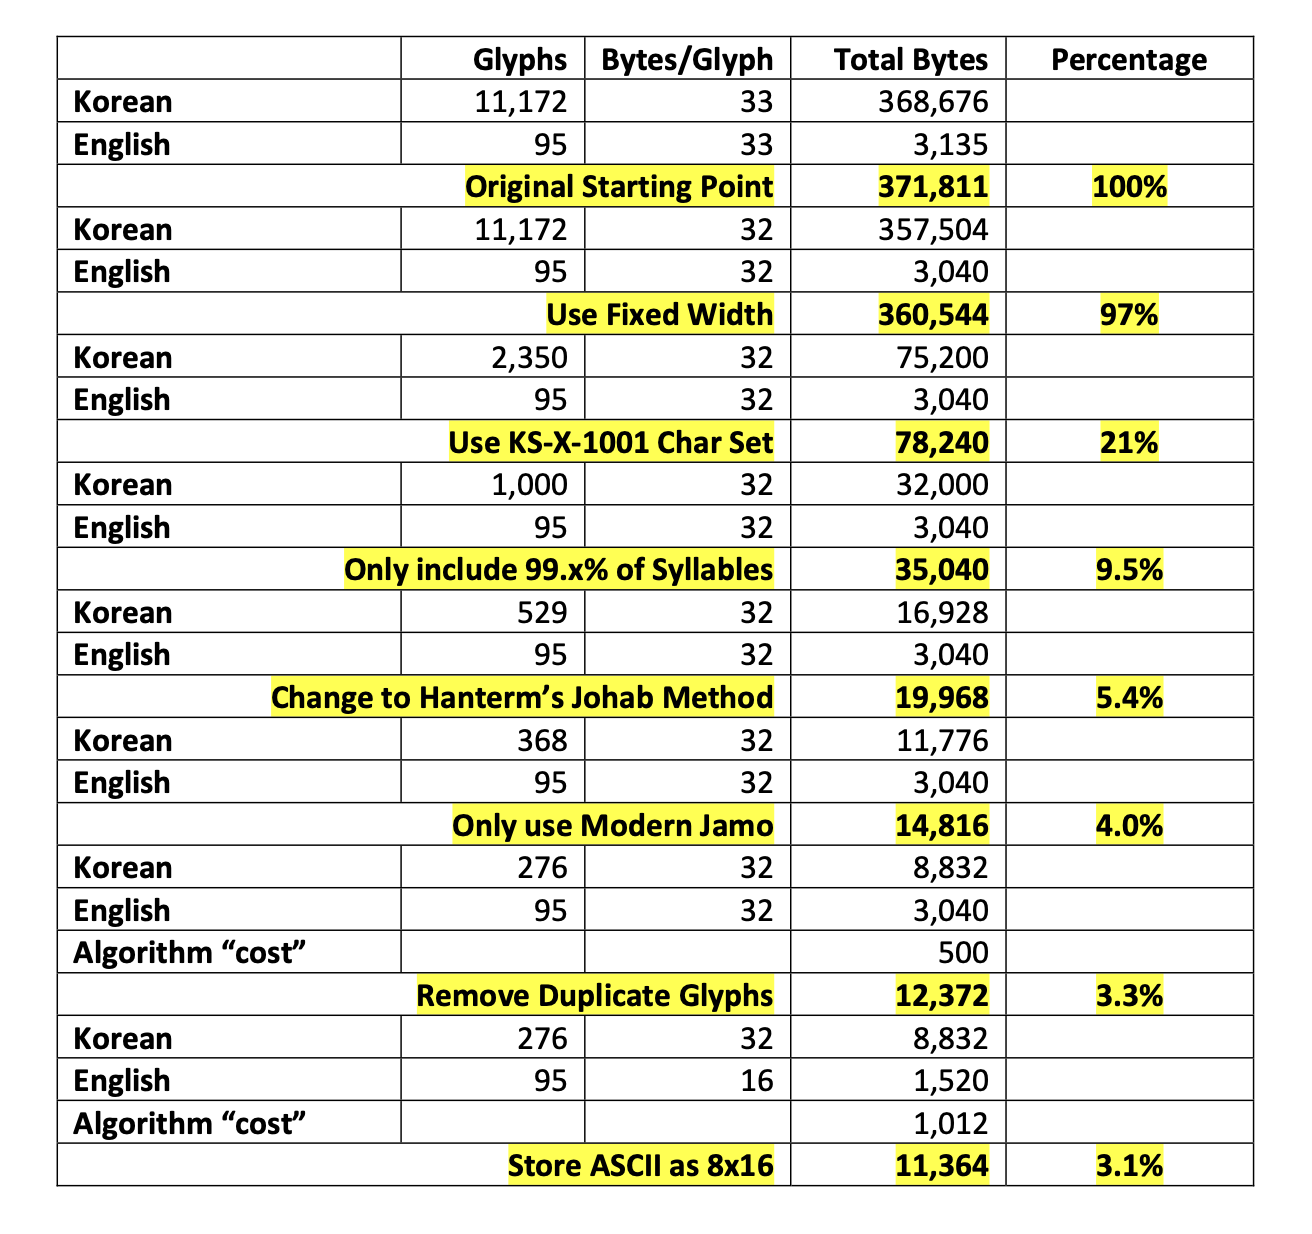 Glyphs Bytes/Glyph Total Bytes Percentage
Korean 11,172 33 368,676
English 95 33 3,135
Original Starting Point 371,811 100%
Korean 11,172 32 357,504
English 95 32 3,040
Use Fixed Width 360,544 97%
Korean 2,350 32 75,200
English 95 32 3,040
Use KS-X-1001 Char Set 78,240 21%
Korean 1,000 32 32,000
English 95 32 3,040
Only include 99.x% of Syllables 35,040 9.5%
Korean 529 32 16,928
English 95 32 3,040
Change to Hanterm’s Johab Method 19,968 5.4%
Korean 368 32 11,776
English 95 32 3,040
Only use Modern Jamo 14,816 4.0%
Korean 276 32 8,832
English 95 32 3,040
Algorithm “cost” 500
Remove Duplicate Glyphs 12,372 3.3%
Korean 276 32 8,832
English 95 16 1,520
Algorithm “cost” 1,012
Store ASCII as 8x16 11,364 3.1%